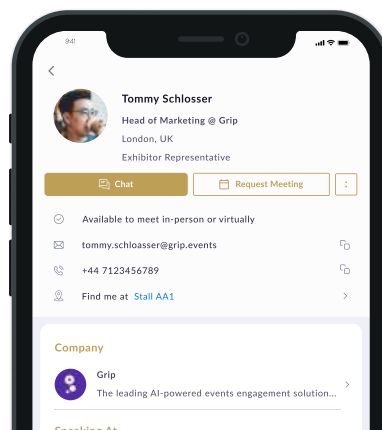 9:41
Tommy Schlosser
Head of Marketing @ Grip
London, UK
Exhibitor Representative
Chat
Request Meeting
Available to meet in-person or virtually
tommy.schloasser@grip.events
+44 7123456789
Find me at Stall AA1
Company
Grip
The leading AI-powered events engagement solution...
Speaking At